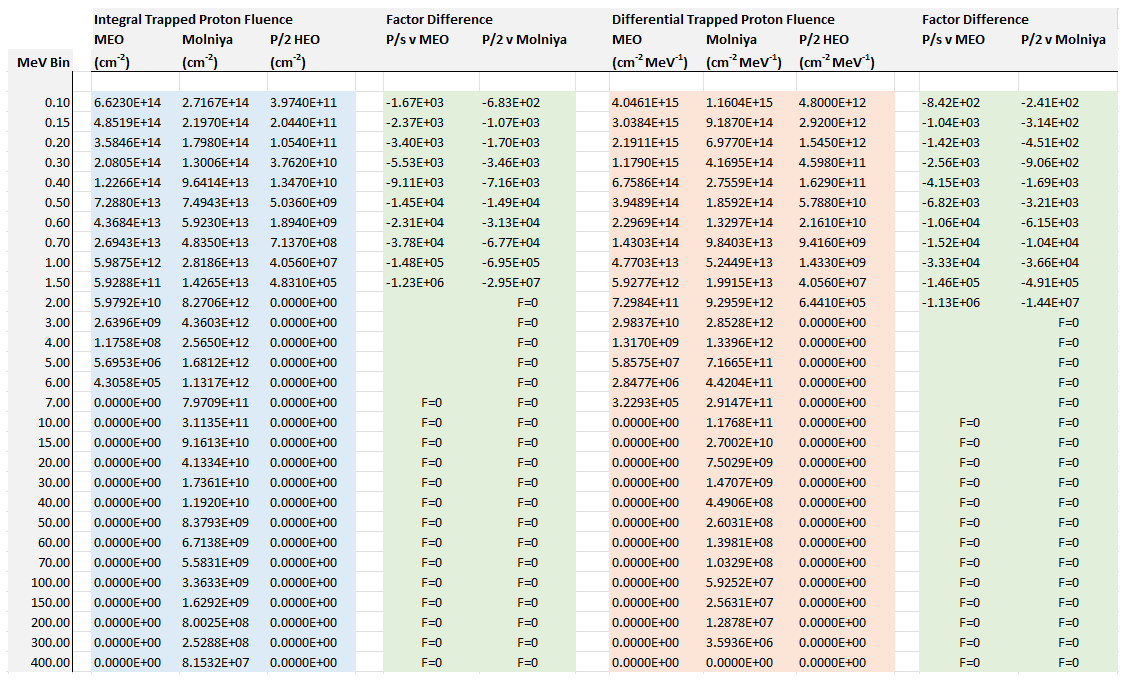 Integral Trapped Proton Fluence Factor Difference Differential Trapped Proton Fluence Factor Difference
MEO Molniya P/2 HEO P/s v MEO P/2 v Molniya MEO Molniya P/2 HEO P/s v MEO P/2 v Molniya
MeV Bin (cm⁻²) (cm⁻²) (cm⁻²) (cm⁻² MeV⁻¹) (cm⁻² MeV⁻¹) (cm⁻² MeV⁻¹)
0.10 6.6230E+14 2.7167E+14 3.9740E+11 -1.67E+03 -6.83E+02 4.0461E+15 1.1604E+15 4.8000E+12 -8.42E+02 -2.41E+02
0.15 4.8519E+14 2.1970E+14 2.0440E+11 -2.37E+03 -1.07E+03 3.0384E+15 9.1870E+14 2.9200E+12 -1.04E+03 -3.14E+02
0.20 3.5846E+14 1.7980E+14 1.0540E+11 -3.40E+03 -1.70E+03 2.1911E+15 6.9770E+14 1.5450E+12 -1.42E+03 -4.51E+02
0.30 2.0805E+14 1.3006E+14 3.7620E+10 -5.53E+03 -3.46E+03 1.1790E+15 4.1695E+14 4.5980E+11 -2.56E+03 -9.06E+02
0.40 1.2266E+14 9.6414E+13 1.3470E+10 -9.11E+03 -7.16E+03 6.7586E+14 2.7559E+14 1.6290E+11 -4.15E+03 -1.69E+03
0.50 7.2880E+13 7.4943E+13 5.0360E+09 -1.45E+04 -1.49E+04 3.9489E+14 1.8592E+14 5.7880E+10 -6.82E+03 -3.21E+03
0.60 4.3684E+13 5.9230E+13 1.8940E+09 -2.31E+04 -3.13E+04 2.2969E+14 1.3297E+14 2.1610E+10 -1.06E+04 -6.15E+03
0.70 2.6943E+13 4.8350E+13 7.1370E+08 -3.78E+04 -6.77E+04 1.4303E+14 9.8403E+13 9.4160E+09 -1.52E+04 -1.04E+04
1.00 5.9875E+12 2.8186E+13 4.0560E+07 -1.48E+05 -6.95E+05 4.7703E+13 5.2449E+13 1.4330E+09 -3.33E+04 -3.66E+04
1.50 5.9288E+11 1.4265E+13 4.8310E+05 -1.23E+06 -2.95E+07 5.9277E+12 1.9915E+13 4.0560E+07 -1.46E+05 -4.91E+05
2.00 5.9792E+10 8.2706E+12 0.0000E+00 F=0 7.2984E+11 9.2959E+12 6.4410E+05 -1.13E+06 -1.44E+07
3.00 2.6396E+09 4.3603E+12 0.0000E+00 F=0 2.9837E+10 2.8528E+12 0.0000E+00 F=0
4.00 1.1758E+08 2.5650E+12 0.0000E+00 F=0 1.3170E+09 1.3396E+12 0.0000E+00 F=0
5.00 5.6953E+06 1.6812E+12 0.0000E+00 F=0 5.8575E+07 7.1665E+11 0.0000E+00 F=0
6.00 4.3058E+05 1.1317E+12 0.0000E+00 F=0 2.8477E+06 4.4204E+11 0.0000E+00 F=0
7.00 0.0000E+00 7.9709E+11 0.0000E+00 F=0 F=0 3.2293E+05 2.9147E+11 0.0000E+00 F=0
10.00 0.0000E+00 3.1135E+11 0.0000E+00 F=0 F=0 0.0000E+00 1.1768E+11 0.0000E+00 F=0 F=0
15.00 0.0000E+00 9.1613E+10 0.0000E+00 F=0 F=0 0.0000E+00 2.7002E+10 0.0000E+00 F=0 F=0
20.00 0.0000E+00 4.1334E+10 0.0000E+00 F=0 F=0 0.0000E+00 7.5029E+09 0.0000E+00 F=0 F=0
30.00 0.0000E+00 1.7361E+10 0.0000E+00 F=0 F=0 0.0000E+00 1.4707E+09 0.0000E+00 F=0 F=0
40.00 0.0000E+00 1.1920E+10 0.0000E+00 F=0 F=0 0.0000E+00 4.4906E+08 0.0000E+00 F=0 F=0
50.00 0.0000E+00 8.3793E+09 0.0000E+00 F=0 F=0 0.0000E+00 2.6031E+08 0.0000E+00 F=0 F=0
60.00 0.0000E+00 6.7138E+09 0.0000E+00 F=0 F=0 0.0000E+00 1.3981E+08 0.0000E+00 F=0 F=0
70.00 0.0000E+00 5.5831E+09 0.0000E+00 F=0 F=0 0.0000E+00 1.0329E+08 0.0000E+00 F=0 F=0
100.00 0.0000E+00 3.3633E+09 0.0000E+00 F=0 F=0 0.0000E+00 5.9252E+07 0.0000E+00 F=0 F=0
150.00 0.0000E+00 1.6292E+09 0.0000E+00 F=0 F=0 0.0000E+00 2.5631E+07 0.0000E+00 F=0 F=0
200.00 0.0000E+00 8.0025E+08 0.0000E+00 F=0 F=0 0.0000E+00 1.2878E+07 0.0000E+00 F=0 F=0
300.00 0.0000E+00 2.5288E+08 0.0000E+00 F=0 F=0 0.0000E+00 3.5936E+06 0.0000E+00 F=0 F=0
400.00 0.0000E+00 8.1532E+07 0.0000E+00 F=0 F=0 0.0000E+00 0.0000E+00 0.0000E+00 F=0 F=0